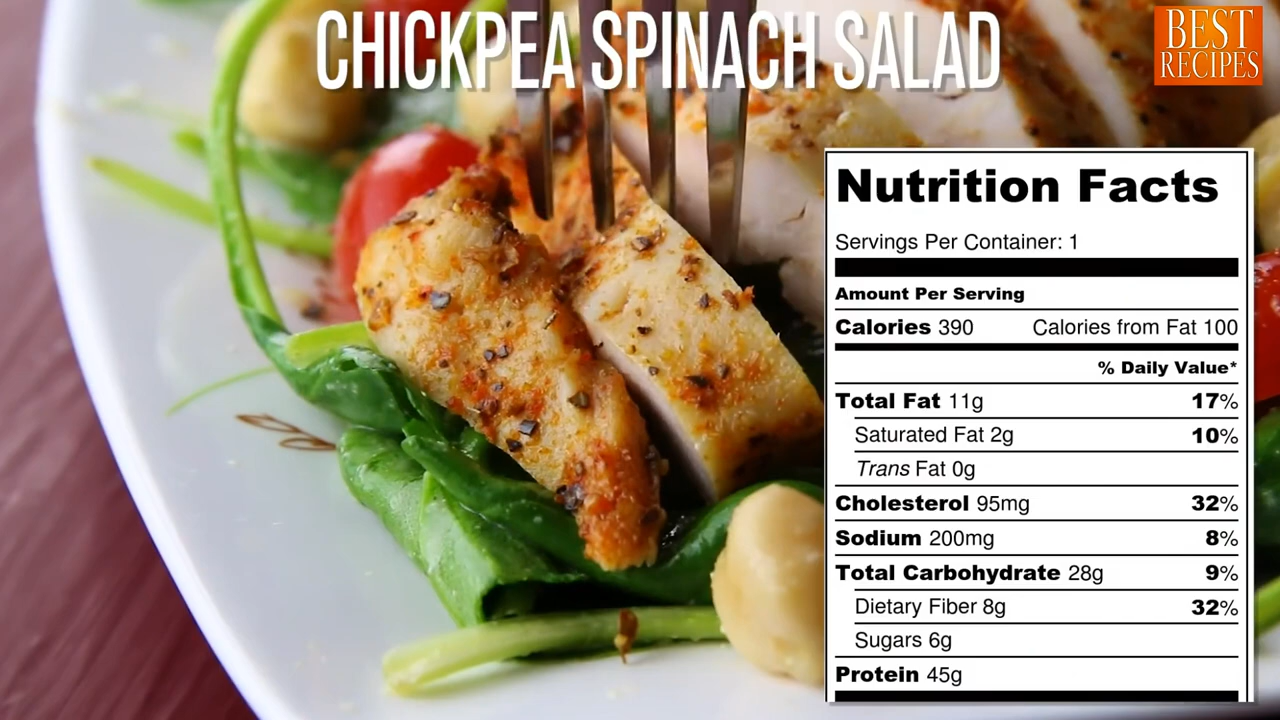 CHICKPEA SPINACH SALAD
BEST
RECIPES
Nutrition Facts
Servings Per Container: 1
Amount Per Serving
Calories 390 Calories from Fat 100
% Daily Value*
Total Fat 11g 17%
Saturated Fat 2g 10%
Trans Fat 0g
Cholesterol 95mg 32%
Sodium 200mg 8%
Total Carbohydrate 28g 9%
Dietary Fiber 8g 32%
Sugars 6g
Protein 45g